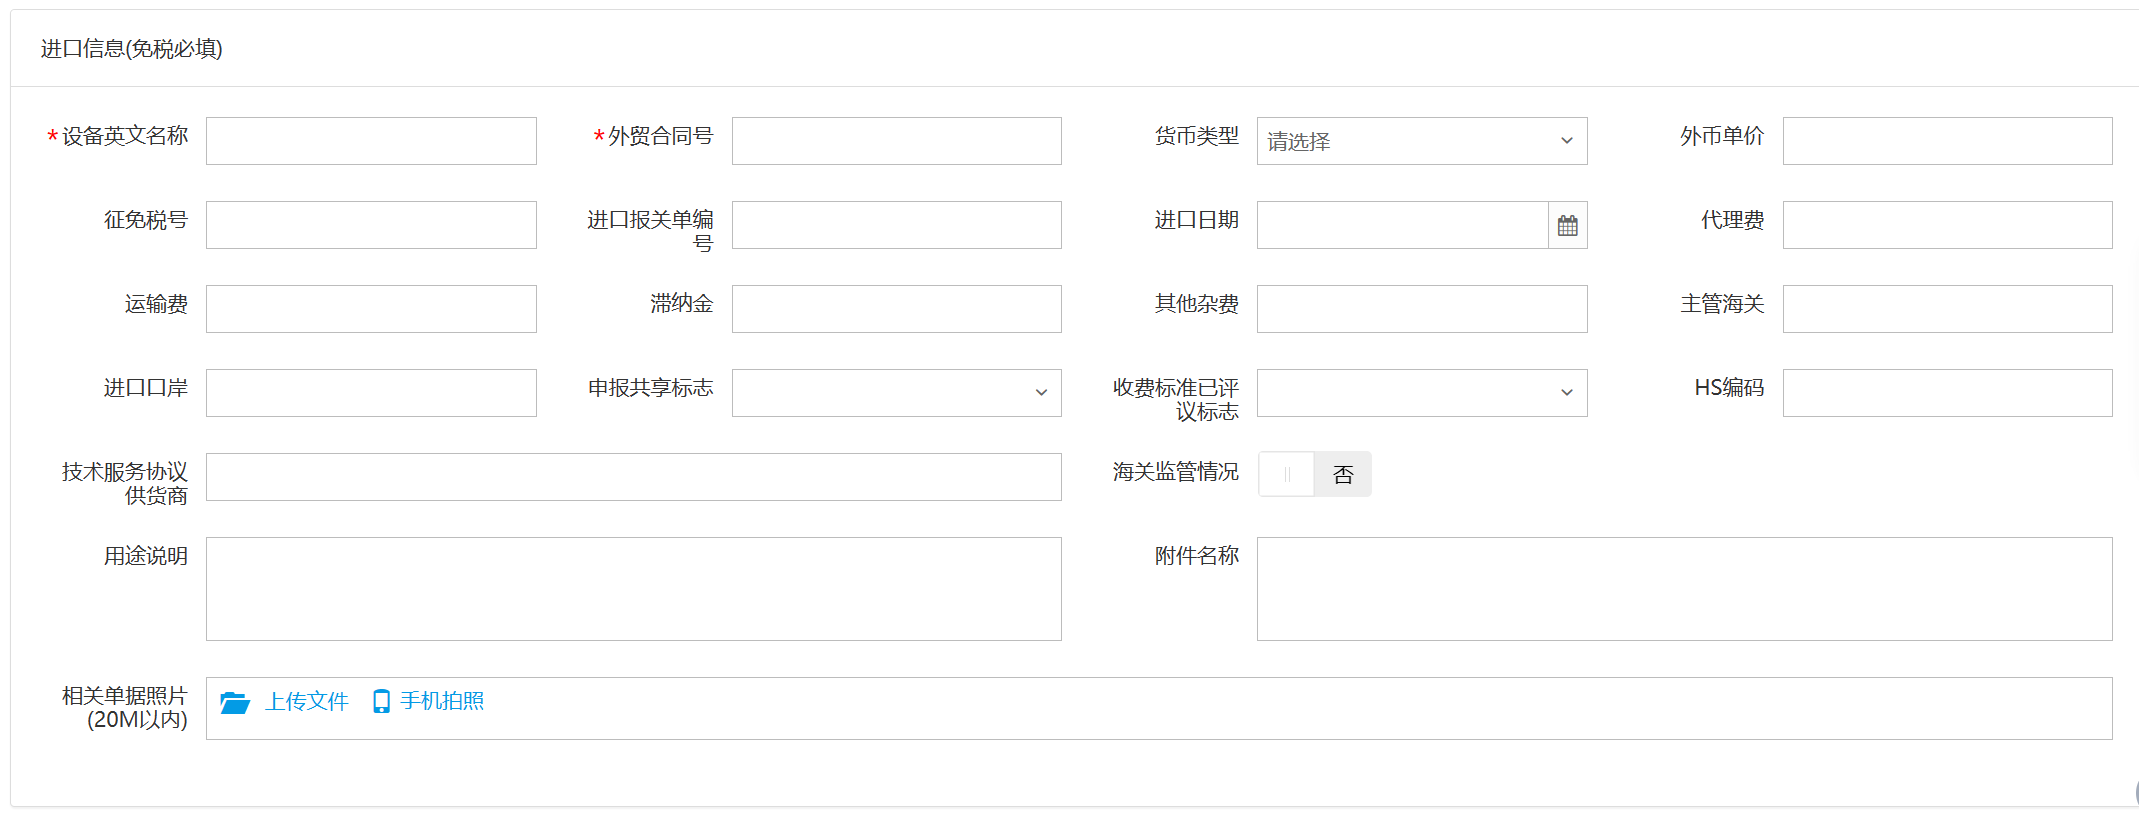 进口信息(免税必填)
*设备英文名称
*外贸合同号
货币类型
请选择
外币单价
征免税号
进口报关单编
号
进口日期
代理费
运输费
滞纳金
其他杂费
主管海关
进口口岸
申报共享标志
收费标准已评
议标志
HS编码
技术服务协议
供货商
海关监管情况
否
用途说明
附件名称
相关单据照片
(20M以内)
上传文件
手机拍照